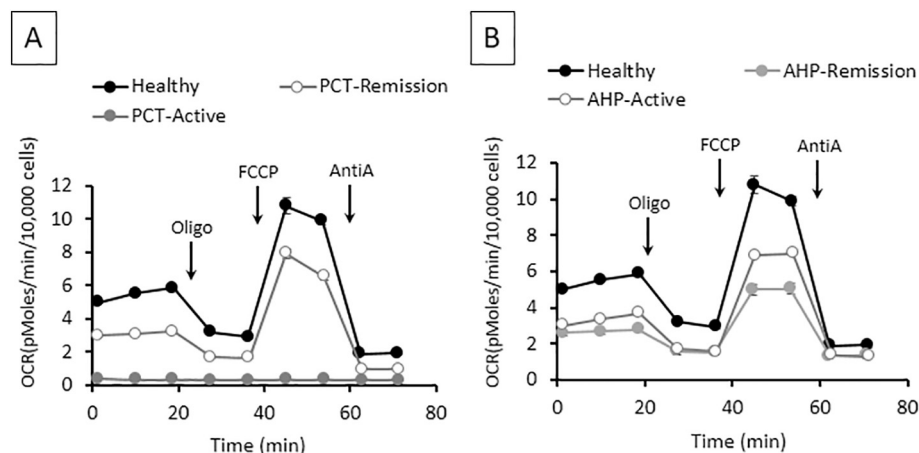 A
Healthy
PCT-Remission
PCT-Active
OCR(pMoles/min/10,000 cells)
12
10
8
6
4
2
0
Oligo
FCCP
AntiA
0
20
40
60
80
Time (min)
B
Healthy
AHP-Remission
AHP-Active
OCR(pMoles/min/10,000 cells)
12
10
8
6
4
2
0
Oligo
FCCP
AntiA
0
20
40
60
80
Time (min)